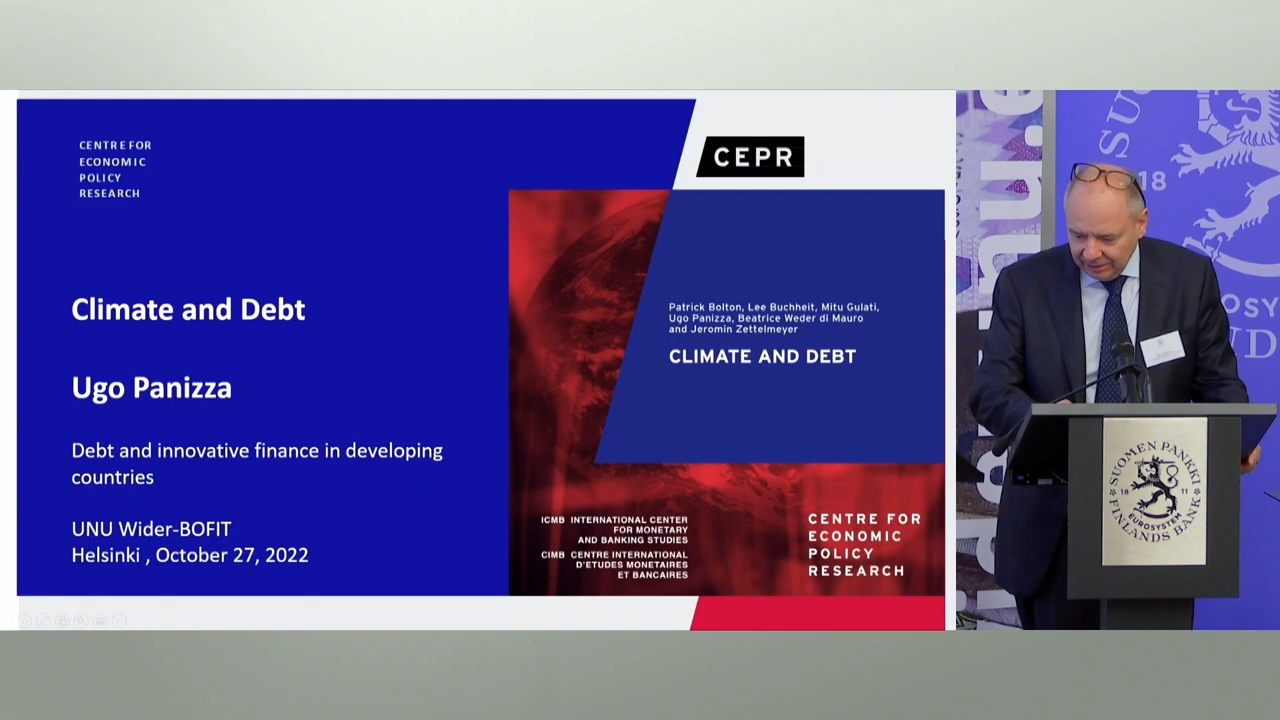 CENTRE FOR
ECONOMIC
POLICY
RESEARCH
CEPR
Climate and Debt
Ugo Panizza
Debt and innovative finance in developing
countries
UNU Wider-BOFIT
Helsinki , October 27, 2022
Patrick Bolton, Lee Buchheit, Mitu Gulati,
Ugo Panizza, Beatrice Weder di Mauro
and Jeromin Zettelmeyer
CLIMATE AND DEBT
ICMB INTERNATIONAL CENTER
FOR MONETARY
AND BANKING STUDIES
CIMB CENTRE INTERNATIONAL
D'ETUDES MONETAIRES
ET BANCAIRES
CENTRE FOR
ECONOMIC
POLICY
RESEARCH
18
SUOMEN PANKKI
18 11
EUROSYSTEM
FINLANDS BANK